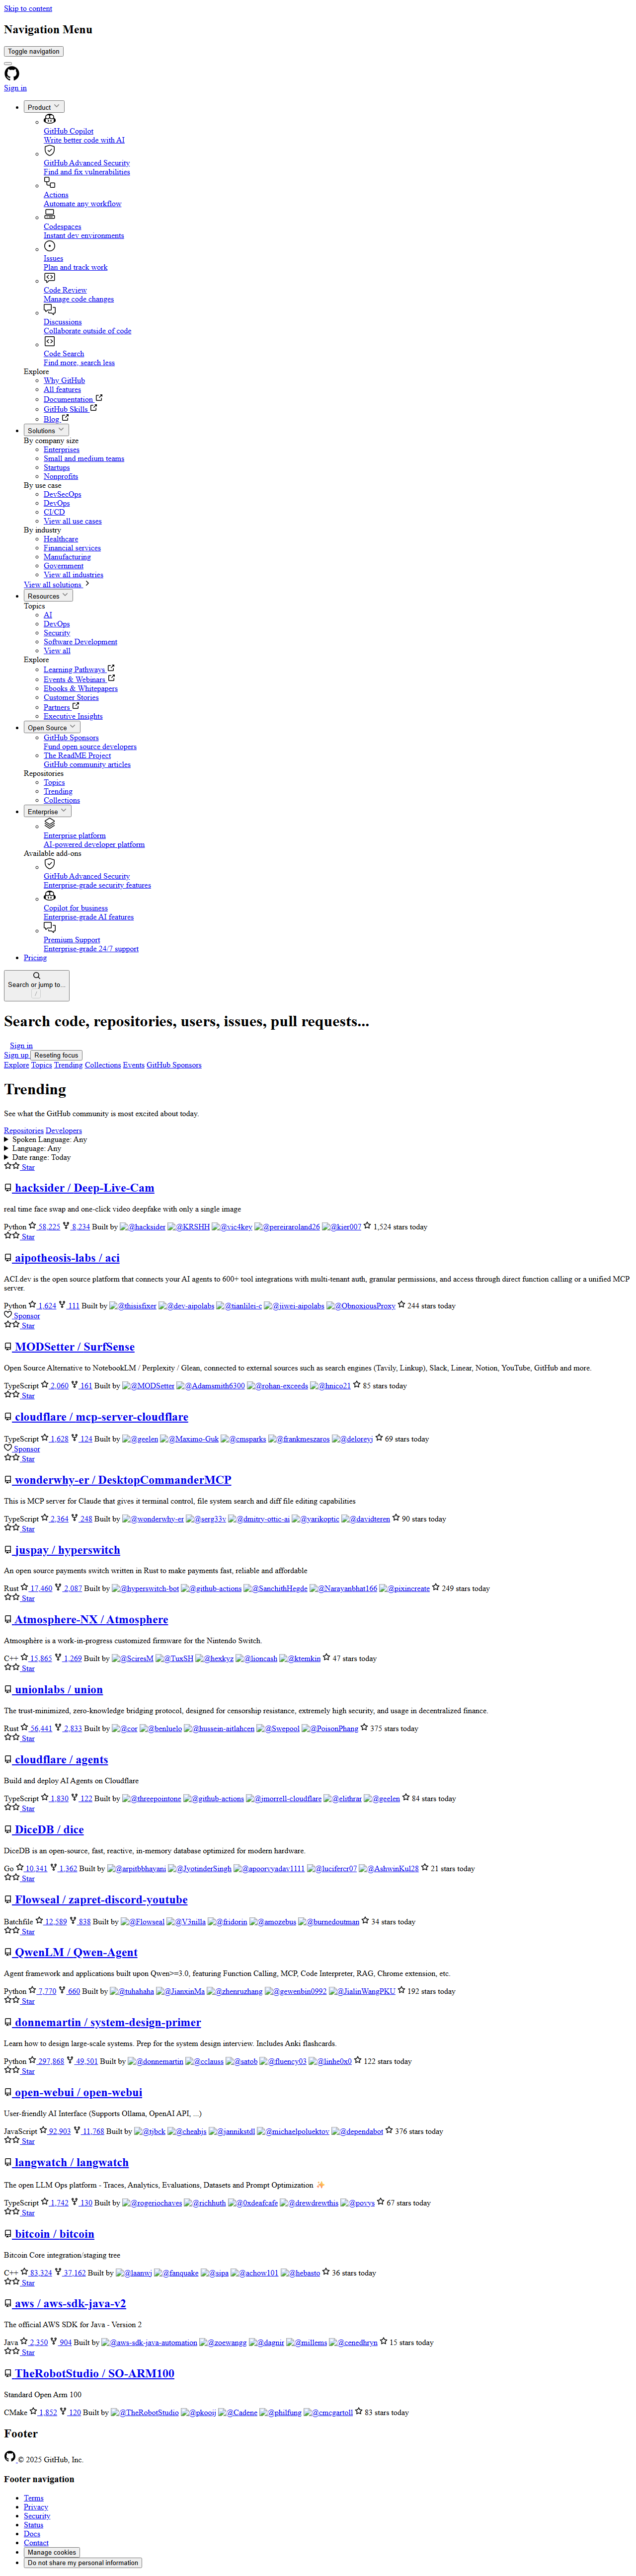 Skip to content
Navigation Menu
Toggle navigation
Sign in
Product
GitHub Copilot
Write better code with AI
GitHub Advanced Security
Find and fix vulnerabilities
Actions
Automate any workflow
Codespaces
Instant dev environments
Issues
Plan and track work
Code Review
Manage code changes
Discussions
Collaborate outside of code
Code Search
Find more, search less
Explore
Why GitHub
All features
Documentation
GitHub Skills
Blog
Solutions
By company size
Enterprises
Small and medium teams
Startups
Nonprofits
By use case
DevSecOps
DevOps
CI/CD
View all use cases
By industry
Healthcare
Financial services
Manufacturing
Government
View all industries
View all solutions
Resources
Topics
AI
DevOps
Security
Software Development
View all
Explore
Learning Pathways
Events & Webinars
Ebooks & Whitepapers
Customer Stories
Partners
Executive Insights
Open Source
GitHub Sponsors
Fund open source developers
The ReadME Project
GitHub community articles
Repositories
Topics
Trending
Collections
Enterprise
Enterprise platform
AI-powered developer platform
Available add-ons
GitHub Advanced Security
Enterprise-grade security features
Copilot for business
Enterprise-grade AI features
Premium Support
Enterprise-grade 24/7 support
Pricing
Search or jump to...
/
Search code, repositories, users, issues, pull requests...
Sign in
Sign up Reseting focus
Explore Topics Trending Collections Events GitHub Sponsors
Trending
See what the GitHub community is most excited about today.
Repositories Developers
Spoken Language: Any
Language: Any
Date range: Today
Star
hacksider / Deep-Live-Cam
real time face swap and one-click video deepfake with only a single image
Python 58,225 8,234 Built by @hacksider @KRSHH @vic4key @pereiraroland26 @kier007 1,524 stars today
Star
aipotheosis-labs / aci
ACI.dev is the open source platform that connects your AI agents to 600+ tool integrations with multi-tenant auth, granular permissions, and access through direct function calling or a unified MCP
server.
Python 1,624 111 Built by @thisisfixer @dev-aipolabs @tianlilei-c @jiwei-aipolabs @ObnoxiousProxy 244 stars today
Sponsor
Star
MODSetter / SurfSense
Open Source Alternative to NotebookLM / Perplexity / Glean, connected to external sources such as search engines (Tavily, Linkup), Slack, Linear, Notion, YouTube, GitHub and more.
TypeScript 2,060 161 Built by @MODSetter @Adamsmith6300 @rohan-exceeds @hnico21 85 stars today
Star
cloudflare / mcp-server-cloudflare
TypeScript 1,628 124 Built by @geelen @Maximo-Guk @cmsparks @frankmeszaros @deloreyj 69 stars today
Sponsor
Star
wonderwhy-er / DesktopCommanderMCP
This is MCP server for Claude that gives it terminal control, file system search and diff file editing capabilities
TypeScript 2,364 248 Built by @wonderwhy-er @serg33v @dmitry-ottic-ai @yarikoptic @davidteren 90 stars today
Star
juspay / hyperswitch
An open source payments switch written in Rust to make payments fast, reliable and affordable
Rust 17,460 2,087 Built by @hyperswitch-bot @github-actions @SanchithHegde @Narayanbhat166 @pixincreate 249 stars today
Star
Atmosphere-NX / Atmosphere
Atmosphère is a work-in-progress customized firmware for the Nintendo Switch.
C++ 15,865 1,269 Built by @SciresM @TuxSH @hexkyz @lioncash @ktemkin 47 stars today
Star
unionlabs / union
The trust-minimized, zero-knowledge bridging protocol, designed for censorship resistance, extremely high security, and usage in decentralized finance.
Rust 56,441 2,833 Built by @cor @benluelo @hussein-aitlahcen @Swepool @PoisonPhang 375 stars today
Star
cloudflare / agents
Build and deploy AI Agents on Cloudflare
TypeScript 1,830 122 Built by @threepointone @github-actions @jmorrell-cloudflare @elithrar @geelen 84 stars today
Star
DiceDB / dice
DiceDB is an open-source, fast, reactive, in-memory database optimized for modern hardware.
Go 10,341 1,362 Built by @arpitbbhayani @JyotinderSingh @apoorvyadav1111 @lucifercr07 @AshwinKul28 21 stars today
Star
Flowseal / zapret-discord-youtube
Batchfile 12,589 838 Built by @Flowseal @V3nilla @fridorin @amozebus @burnedoutman 34 stars today
Star
QwenLM / Qwen-Agent
Agent framework and applications built upon Qwen>=3.0, featuring Function Calling, MCP, Code Interpreter, RAG, Chrome extension, etc.
Python 7,770 660 Built by @tuhahaha @JianxinMa @zhenruzhang @gewenbin0992 @JialinWangPKU 192 stars today
Star
donnemartin / system-design-primer
Learn how to design large-scale systems. Prep for the system design interview. Includes Anki flashcards.
Python 297,868 49,501 Built by @donnemartin @cclauss @satob @fluency03 @linhe0x0 122 stars today
Star
open-webui / open-webui
User-friendly AI Interface (Supports Ollama, OpenAI API, ...)
JavaScript 92,903 11,768 Built by @tjbck @cheahjs @jannikstdl @michaelpoluektov @dependabot 376 stars today
Star
langwatch / langwatch
The open LLM Ops platform - Traces, Analytics, Evaluations, Datasets and Prompt Optimization ✨
TypeScript 1,742 130 Built by @rogeriochaves @richhuth @0xdeafcafe @drewdrewthis @povys 67 stars today
Star
bitcoin / bitcoin
Bitcoin Core integration/staging tree
C++ 83,324 37,162 Built by @laanwj @fanquake @sipa @achow101 @hebasto 36 stars today
Star
aws / aws-sdk-java-v2
The official AWS SDK for Java - Version 2
Java 2,350 904 Built by @aws-sdk-java-automation @zoewangg @dagnir @millems @cenedhryn 15 stars today
Star
TheRobotStudio / SO-ARM100
Standard Open Arm 100
CMake 1,852 120 Built by @TheRobotStudio @pkooij @Cadene @philfung @cmcgartoll 83 stars today
Footer
© 2025 GitHub, Inc.
Footer navigation
Terms
Privacy
Security
Status
Docs
Contact
Manage cookies
Do not share my personal information